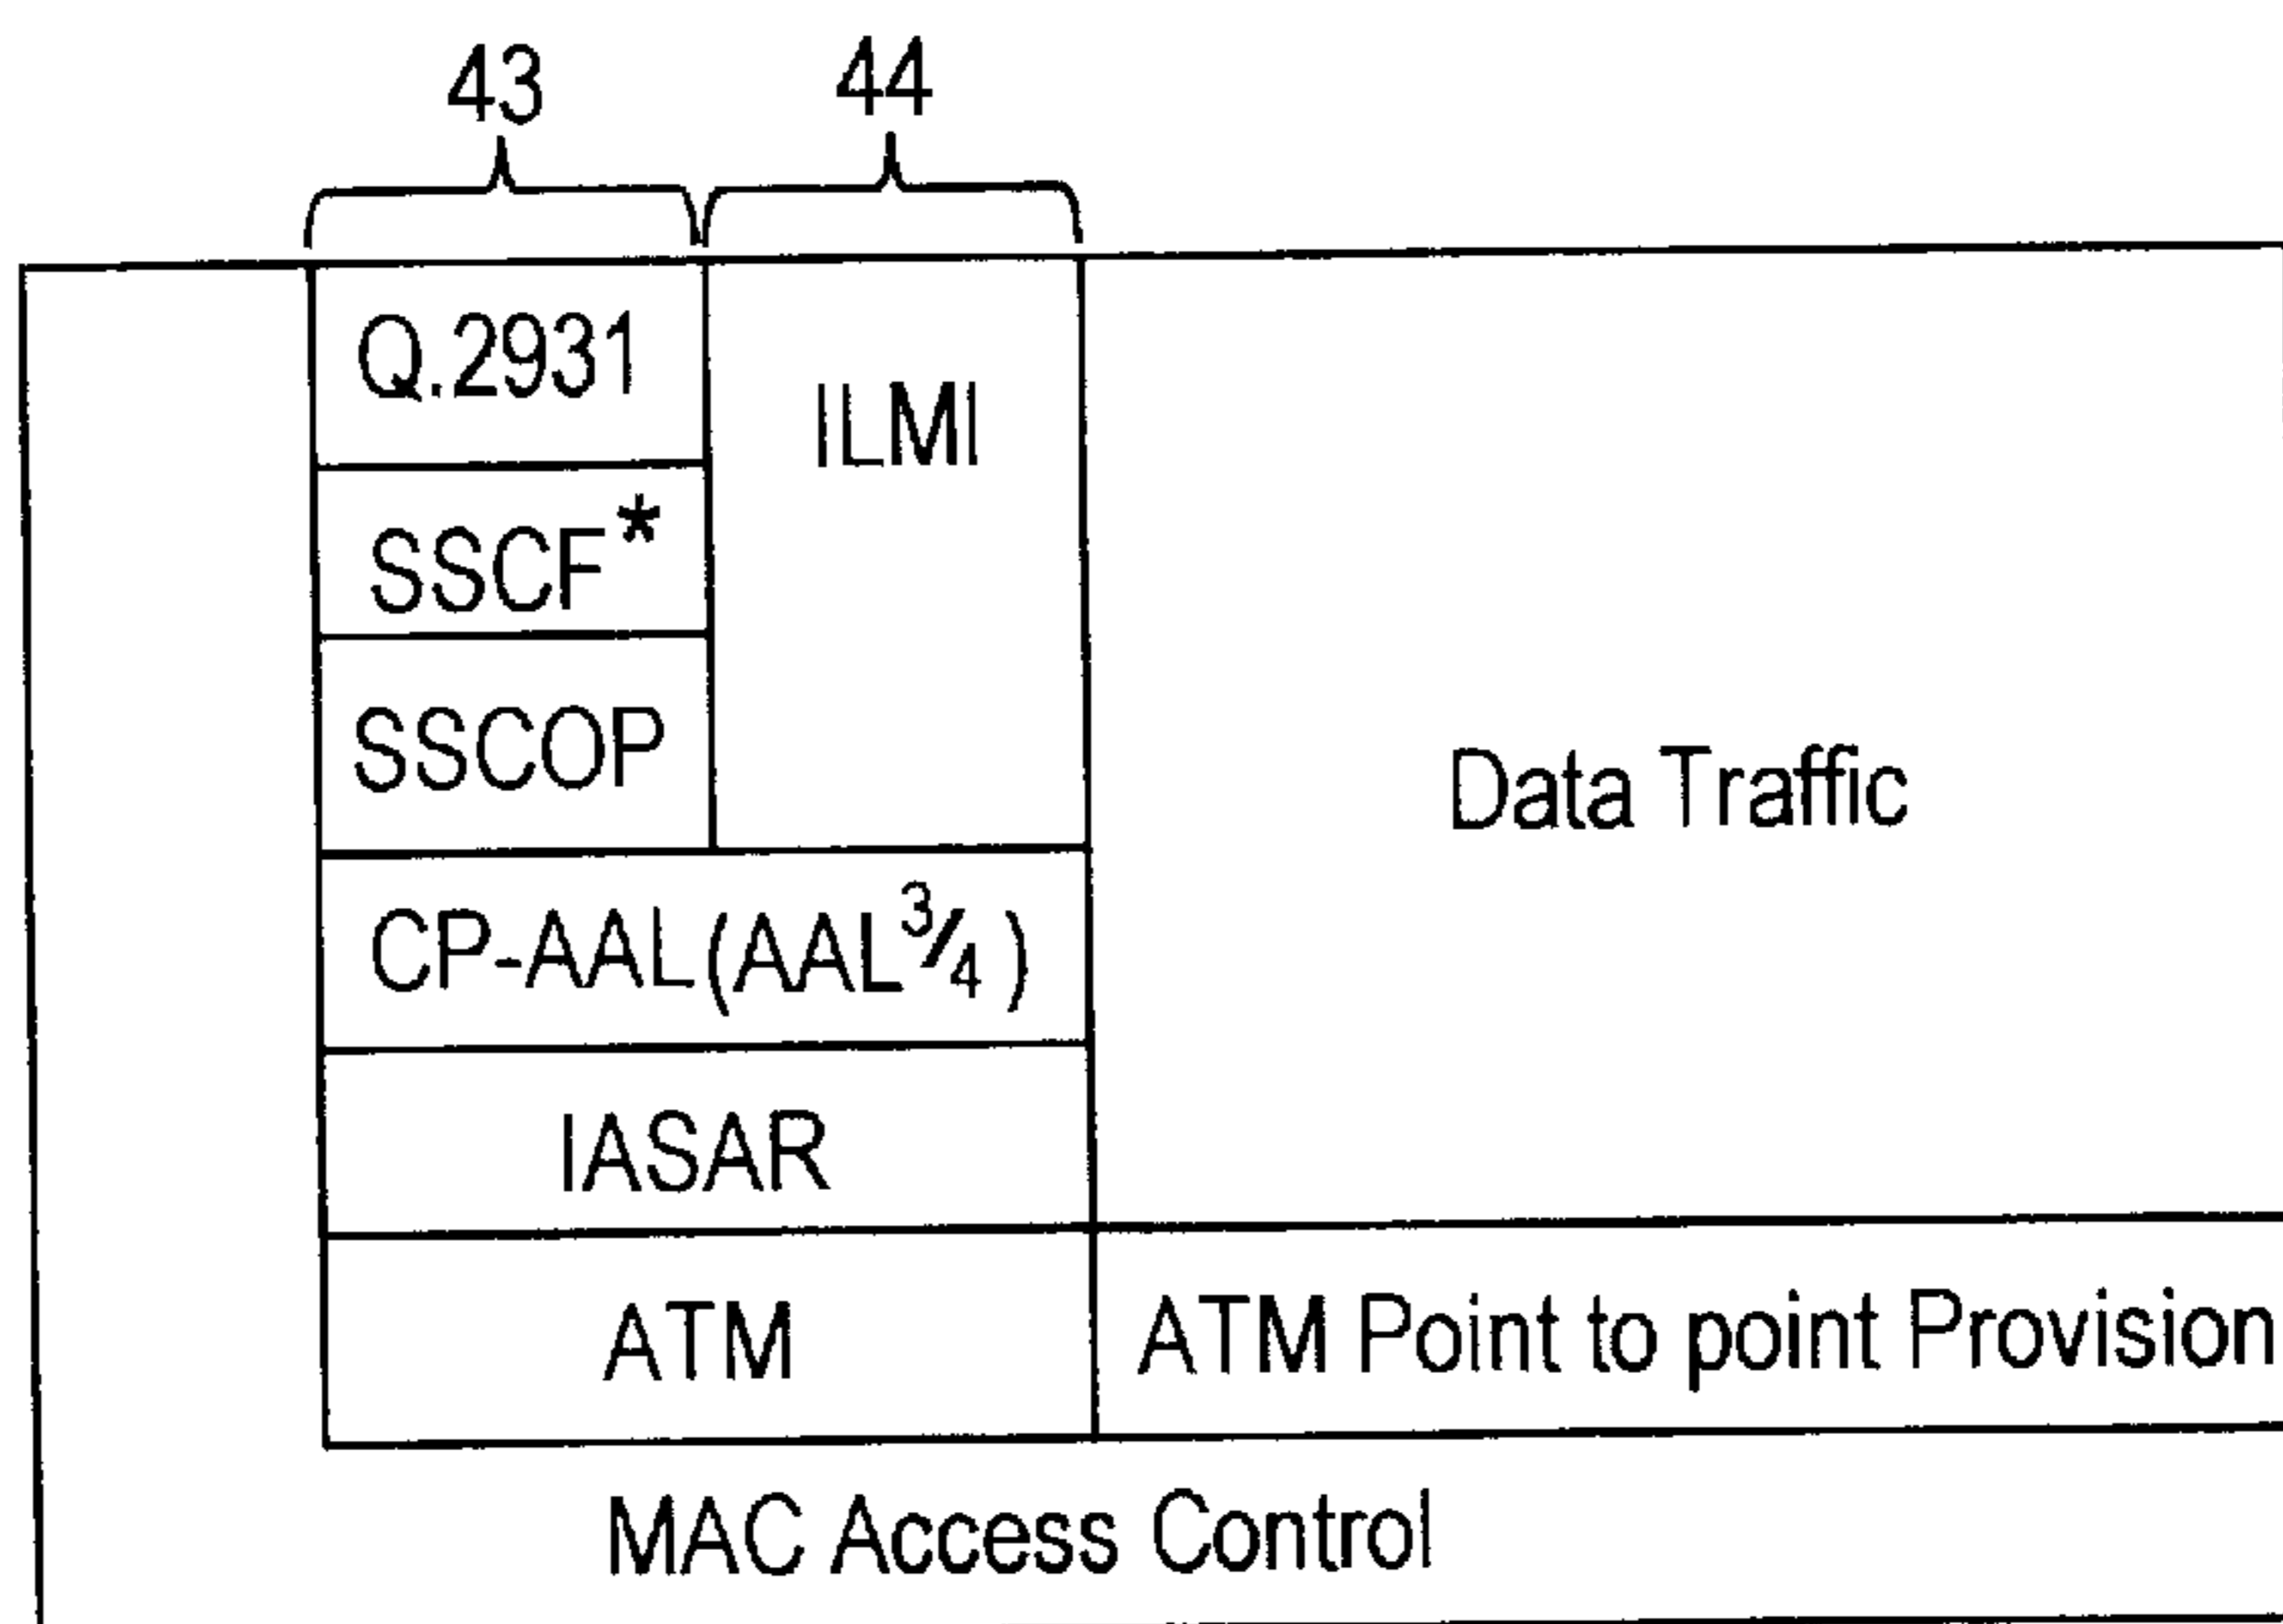 43
44
Q.2931
ILMI
SSCF*
SSCOP
Data Traffic
CP-AAL(AAL¾)
IASAR
ATM
ATM Point to point Provision
MAC Access Control